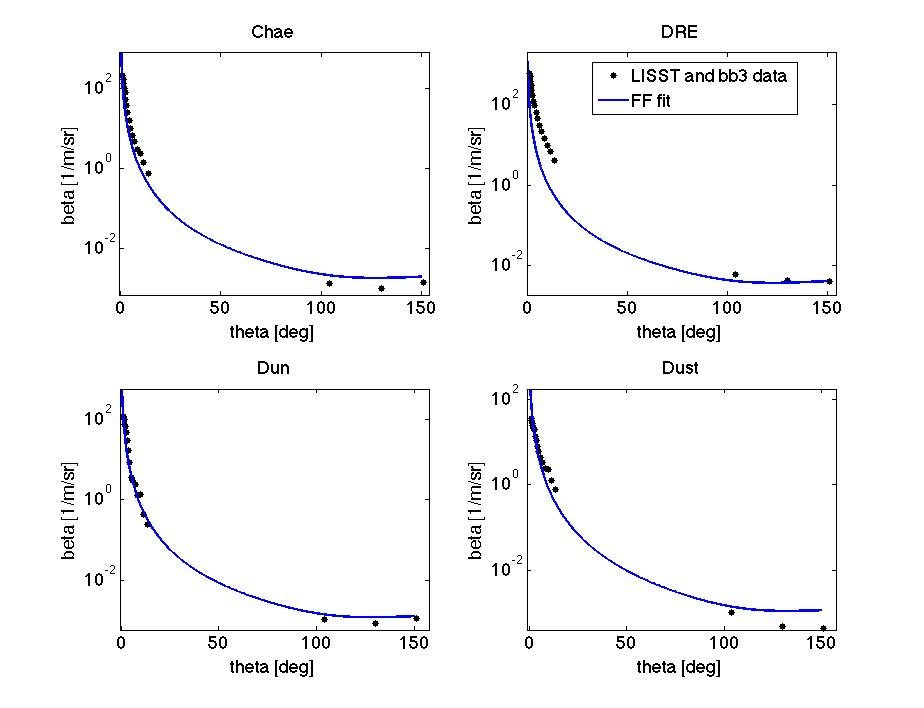 Chae
10^2
10^0
10^-2
beta [1/m/sr]
0 50 100 150
theta [deg]
DRE
LISST and bb3 data
FF fit
10^2
10^0
10^-2
beta [1/m/sr]
0 50 100 150
theta [deg]
Dun
10^2
10^0
10^-2
beta [1/m/sr]
0 50 100 150
theta [deg]
Dust
10^2
10^0
10^-2
beta [1/m/sr]
0 50 100 150
theta [deg]